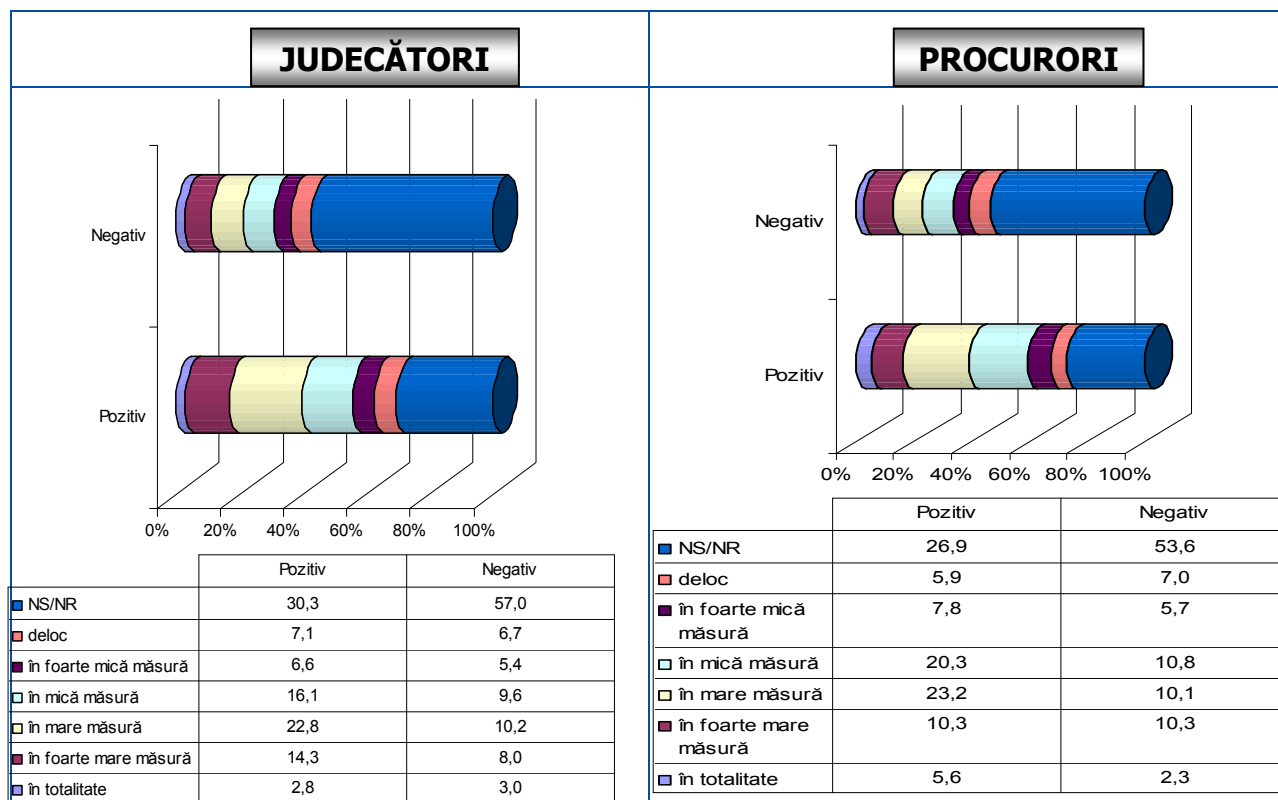 JUDECĂTORI
Negativ
Pozitiv
0% 20% 40% 60% 80% 100%
Pozitiv Negativ
NS/NR 30,3 57,0
deloc 7,1 6,7
în foarte mică măsură 6,6 5,4
în mică măsură 16,1 9,6
în mare măsură 22,8 10,2
în foarte mare măsură 14,3 8,0
în totalitate 2,8 3,0
PROCURORI
Negativ
Pozitiv
0% 20% 40% 60% 80% 100%
Pozitiv Negativ
NS/NR 26,9 53,6
deloc 5,9 7,0
în foarte mică 7,8 5,7
măsură
în mică măsură 20,3 10,8
în mare măsură 23,2 10,1
în foarte mare 10,3 10,3
măsură
în totalitate 5,6 2,3